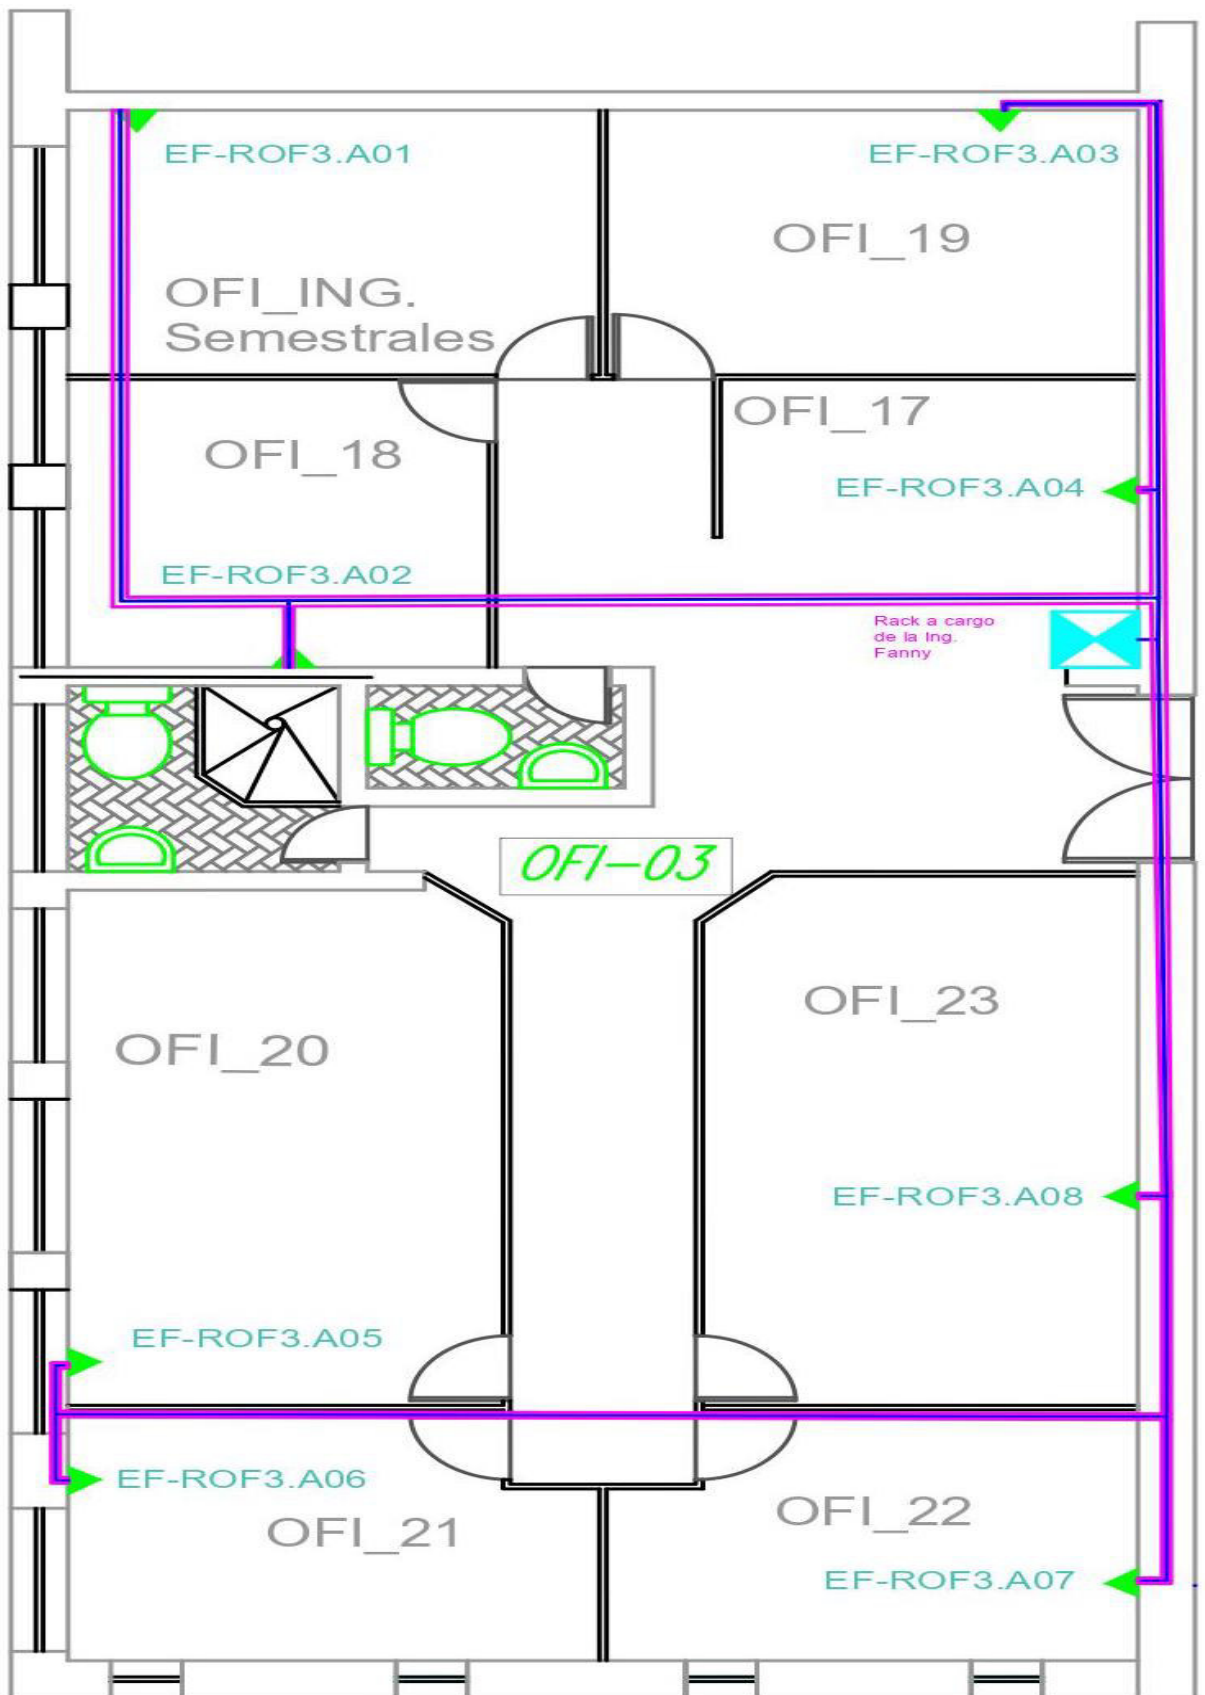 EF-ROF3.A01
EF-ROF3.A03
OFI_19
OFI_ING.
Semestrales
OFI_17
OFI_18
EF-ROF3.A04
EF-ROF3.A02
Rack a cargo
de la Ing.
Fanny
OFI-03
OFI_23
OFI_20
EF-ROF3.A08
EF-ROF3.A05
EF-ROF3.A06
OFI_22
OFI_21
EF-ROF3.A07